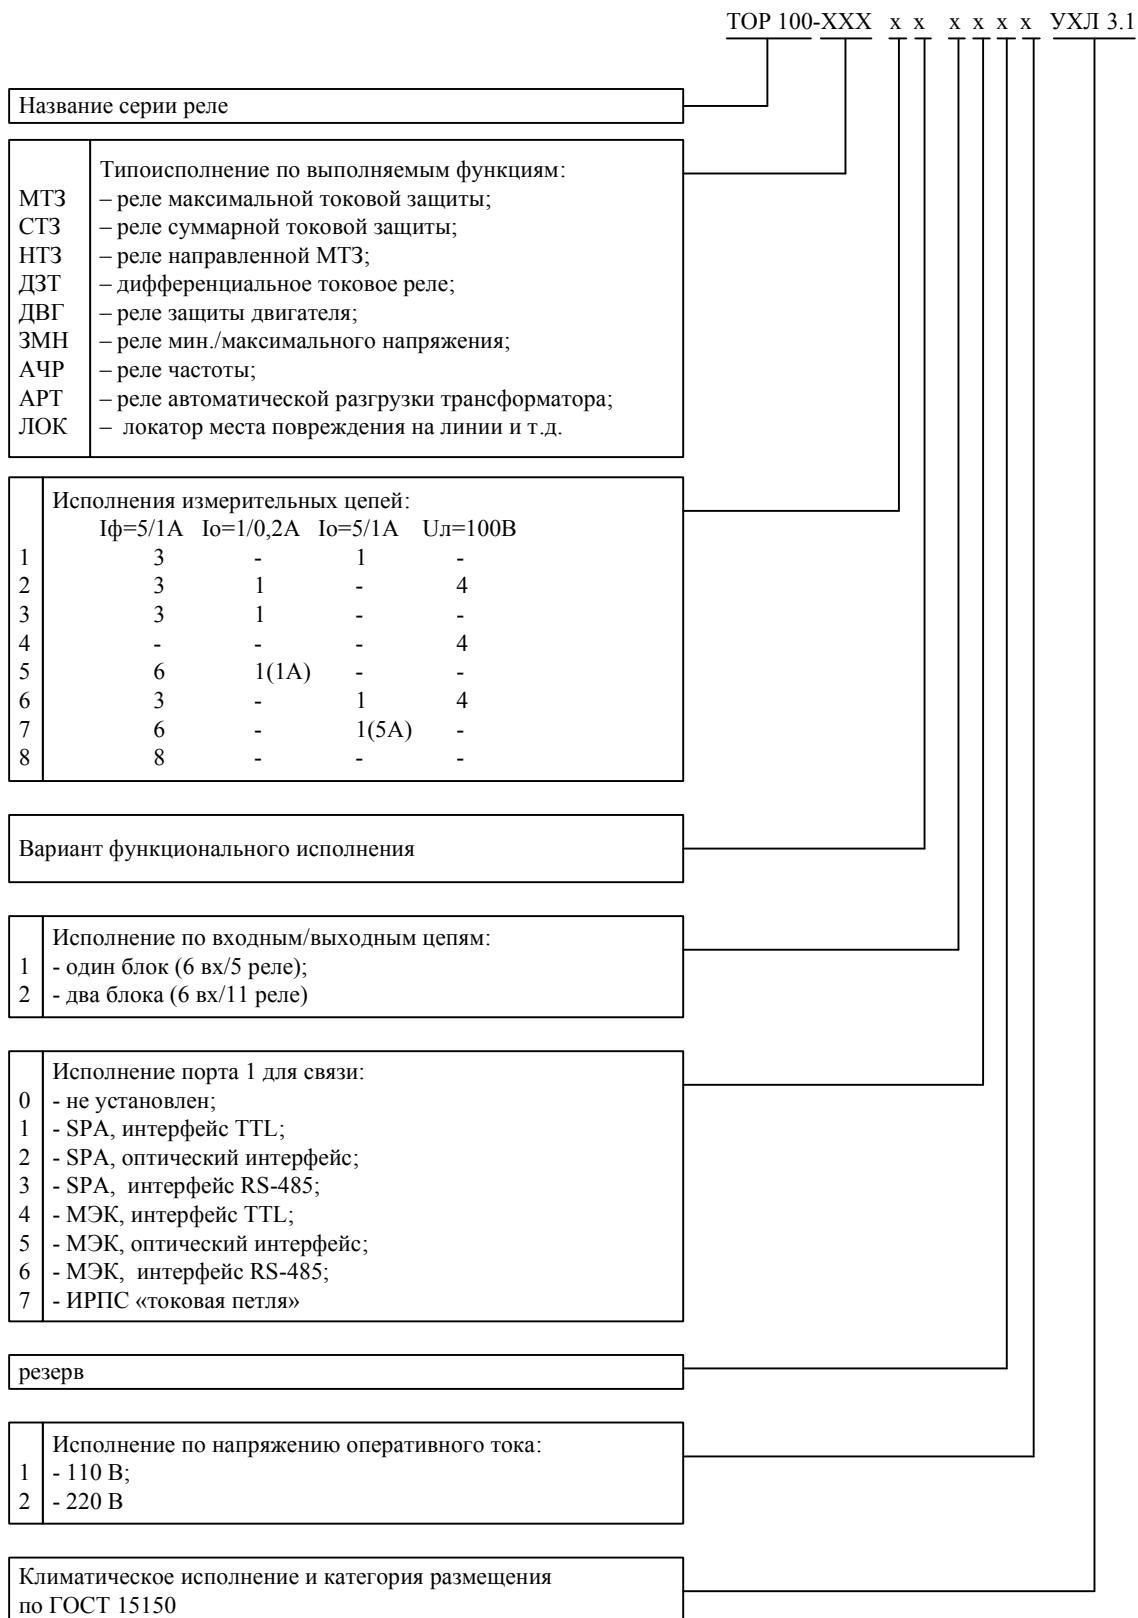 ТОР 100-ХХХ х х х х х х УХЛ 3.1
Название серии реле
Типоисполнение по выполняемым функциям:
МТЗ – реле максимальной токовой защиты;
СТЗ – реле суммарной токовой защиты;
НТЗ – реле направленной МТЗ;
ДЗТ – дифференциальное токовое реле;
ДВГ – реле защиты двигателя;
ЗМН – реле мин./максимального напряжения;
АЧР – реле частоты;
АРТ – реле автоматической разгрузки трансформатора;
ЛОК – локатор места повреждения на линии и т.д.
Исполнения измерительных цепей:
Iф=5/1А Iо=1/0,2А Iо=5/1А Uл=100В
1 3 - 1 -
2 3 1 - 4
3 3 1 - -
4 - - - 4
5 6 1(1А) - -
6 3 - 1 4
7 6 - 1(5А) -
8 8 - - -
Вариант функционального исполнения
Исполнение по входным/выходным цепям:
1 - один блок (6 вх/5 реле);
2 - два блока (6 вх/11 реле)
Исполнение порта 1 для связи:
0 - не установлен;
1 - SPA, интерфейс TTL;
2 - SPA, оптический интерфейс;
3 - SPA, интерфейс RS-485;
4 - МЭК, интерфейс TTL;
5 - МЭК, оптический интерфейс;
6 - МЭК, интерфейс RS-485;
7 - ИРПС «токовая петля»
резерв
Исполнение по напряжению оперативного тока:
1 - 110 В;
2 - 220 В
Климатическое исполнение и категория размещения
по ГОСТ 15150